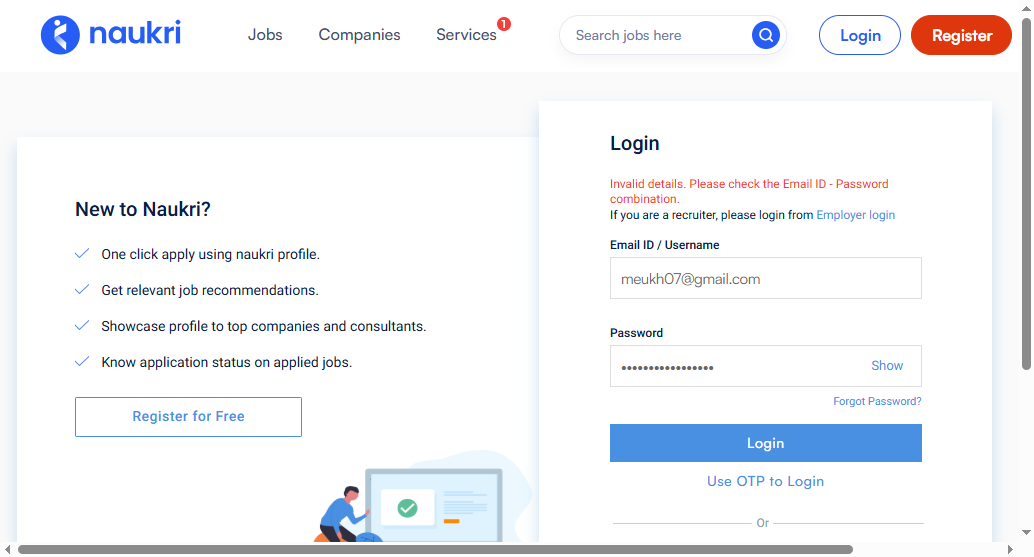 naukri
Jobs
Companies
Services
1
Search jobs here
Login
Register
New to Naukri?
One click apply using naukri profile.
Get relevant job recommendations.
Showcase profile to top companies and consultants.
Know application status on applied jobs.
Register for Free
Login
Invalid details. Please check the Email ID - Password
combination.
If you are a recruiter, please login from Employer login
Email ID / Username
meukh07@gmail.com
Password
•••••••••••••••••
Show
Forgot Password?
Login
Use OTP to Login
Or